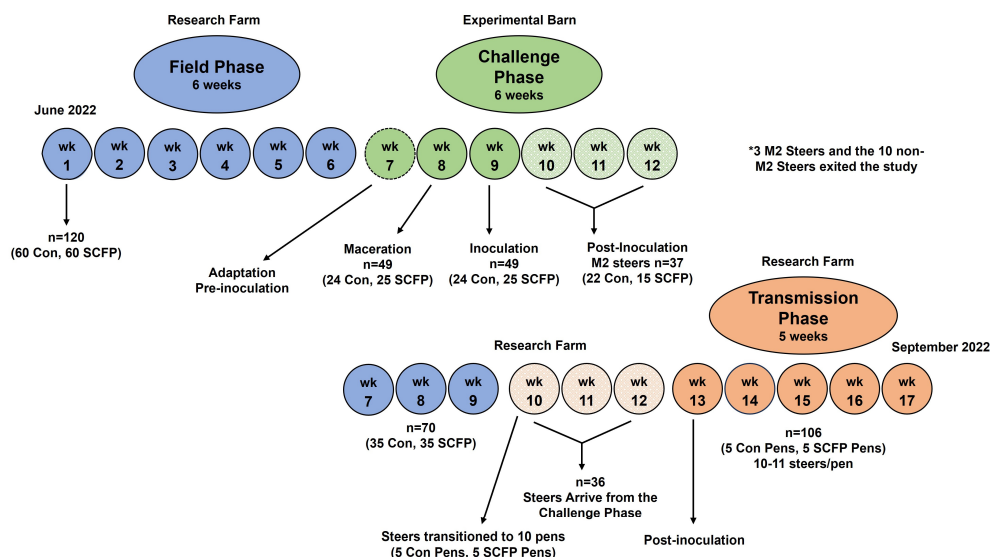 Research Farm
Experimental Barn
Field Phase
6 weeks
Challenge
Phase
6 weeks
June 2022
wk
1
wk
2
wk
3
wk
4
wk
5
wk
6
wk
7
wk
8
wk
9
wk
10
wk
11
wk
12
*3 M2 Steers and the 10 non-
M2 Steers exited the study
n=120
(60 Con, 60 SCFP)
Adaptation
Pre-inoculation
Maceration
n=49
(24 Con, 25 SCFP)
Inoculation
n=49
(24 Con, 25 SCFP)
Post-Inoculation
M2 steers n=37
(22 Con, 15 SCFP)
Research Farm
Transmission
Phase
5 weeks
Research Farm
September 2022
wk
7
wk
8
wk
9
wk
10
wk
11
wk
12
wk
13
wk
14
wk
15
wk
16
wk
17
n=70
(35 Con, 35 SCFP)
n=106
(5 Con Pens, 5 SCFP Pens)
10-11 steers/pen
n=36
Steers Arrive from the
Challenge Phase
Steers transitioned to 10 pens
(5 Con Pens, 5 SCFP Pens)
Post-inoculation